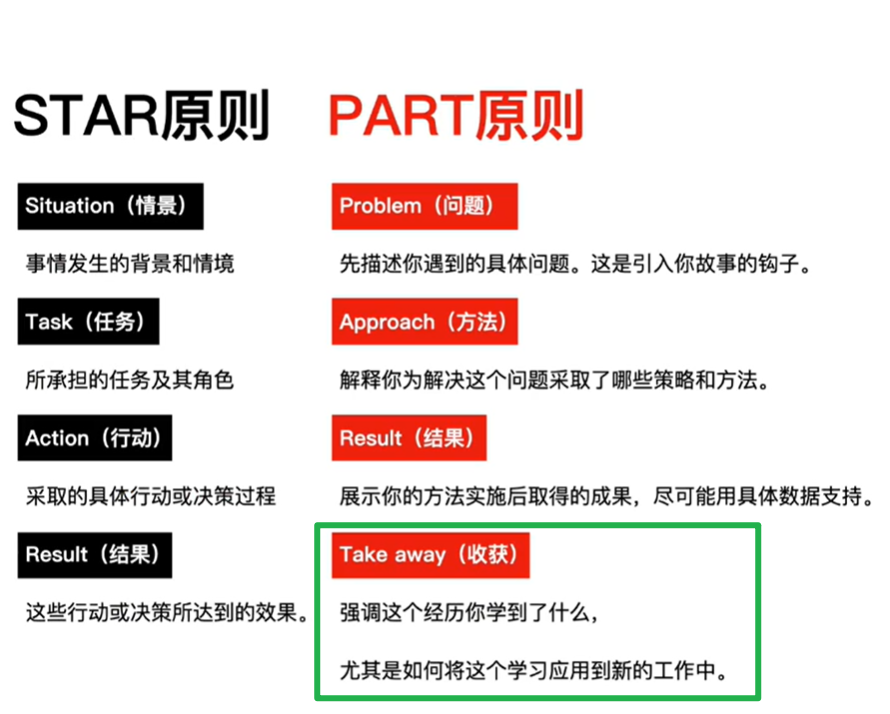 STAR原则
Situation（情景）
事情发生的背景和情境
Task（任务）
所承担的任务及其角色
Action（行动）
采取的具体行动或决策过程
Result（结果）
这些行动或决策所达到的效果。
PART原则
Problem（问题）
先描述你遇到的具体问题。这是引入你故事的钩子。
Approach（方法）
解释你为解决这个问题采取了哪些策略和方法。
Result（结果）
展示你的方法实施后取得的成果，尽可能用具体数据支持。
Take away（收获）
强调这个经历你学到了什么，
尤其是如何将这个学习应用到新的工作中。